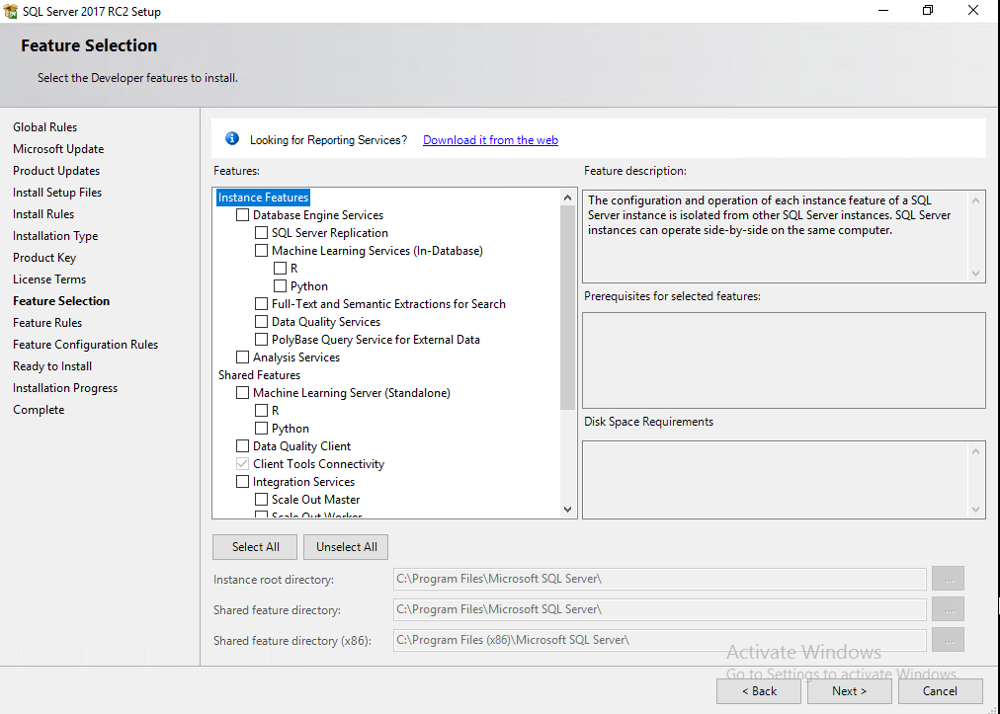 SQL Server 2017 RC2 Setup
Feature Selection
Select the Developer features to install.
Global Rules
Microsoft Update
Product Updates
Install Setup Files
Install Rules
Installation Type
Product Key
License Terms
Feature Selection
Feature Rules
Feature Configuration Rules
Ready to Install
Installation Progress
Complete
Looking for Reporting Services? Download it from the web
Features:
Instance Features
Database Engine Services
SQL Server Replication
Machine Learning Services (In-Database)
R
Python
Full-Text and Semantic Extractions for Search
Data Quality Services
PolyBase Query Service for External Data
Analysis Services
Shared Features
Machine Learning Server (Standalone)
R
Python
Data Quality Client
Client Tools Connectivity
Integration Services
Scale Out Master
Scale Out Worker
Feature description:
The configuration and operation of each instance feature of a SQL
Server instance is isolated from other SQL Server instances. SQL Server
instances can operate side-by-side on the same computer.
Prerequisites for selected features:
Disk Space Requirements
Select All
Unselect All
Instance root directory: C:\Program Files\Microsoft SQL Server\ ...
Shared feature directory: C:\Program Files\Microsoft SQL Server\ ...
Shared feature directory (x86): C:\Program Files (x86)\Microsoft SQL Server\ ...
Activate Windows
Go to Settings to activate Windows.
< Back
Next >
Cancel